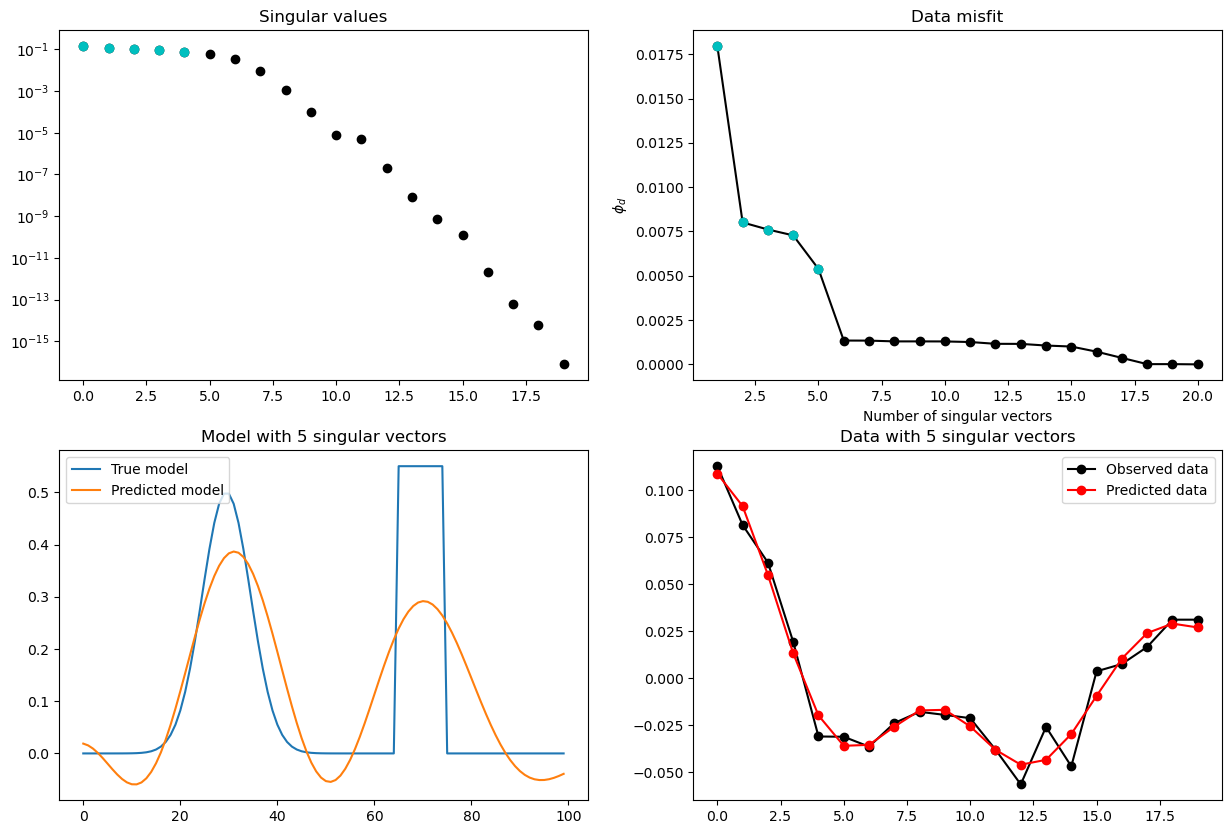 Singular values
10⁻¹
10⁻³
10⁻⁵
10⁻⁷
10⁻⁹
10⁻¹¹
10⁻¹³
10⁻¹⁵
0.0 2.5 5.0 7.5 10.0 12.5 15.0 17.5
Data misfit
ϕd
0.0175
0.0150
0.0125
0.0100
0.0075
0.0050
0.0025
0.0000
2.5 5.0 7.5 10.0 12.5 15.0 17.5 20.0
Number of singular vectors
Model with 5 singular vectors
True model
Predicted model
0.5
0.4
0.3
0.2
0.1
0.0
0 20 40 60 80 100
Data with 5 singular vectors
Observed data
Predicted data
0.100
0.075
0.050
0.025
0.000
−0.025
−0.050
0.0 2.5 5.0 7.5 10.0 12.5 15.0 17.5